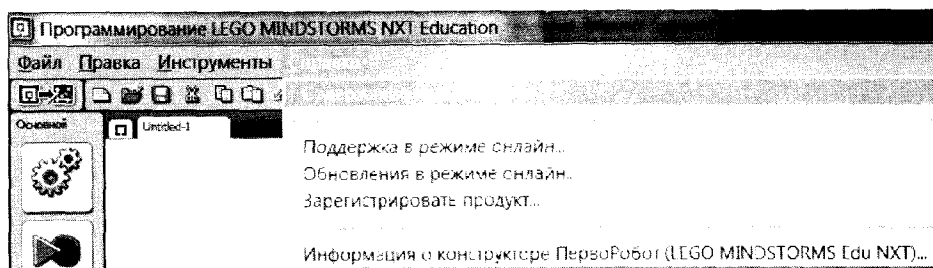 Программирование LEGO MINDSTORMS NXT Education
Файл Правка Инструменты
Основной
Untitled-1
Поддержка в режиме онлайн...
Обновления в режиме онлайн...
Зарегистрировать продукт...
Информация о конструкторе ПервоРобот (LEGO MINDSTORMS Edu NXT)...